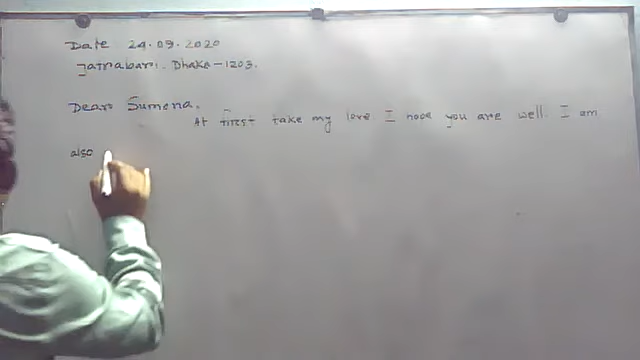 Date 24.09.2020
Jatrabari. Dhaka-1203.
Dear Sumena.
At first take my love I hope you are well. I am
also